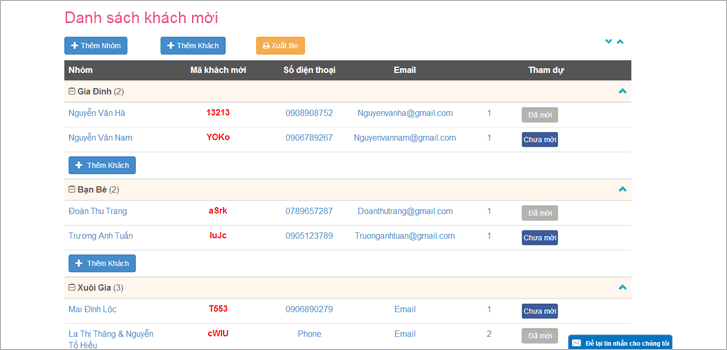 Danh sách khách mời
Thêm Nhóm Thêm Khách Xuất file
Nhóm Mã khách mời Số điện thoại Email Tham dự
Gia Đình (2)
Nguyễn Văn Hà 13213 0908908752 Nguyenvanha@gmail.com 1 Đã mời
Nguyễn Văn Nam YOKo 0906789267 Nguyenvannam@gmail.com 1 Chưa mời
Thêm Khách
Bạn Bè (2)
Đoàn Thu Trang aSrk 0789657287 Doanthutrang@gmail.com 1 Đã mời
Trương Anh Tuấn IuJc 0905123789 Truonganhtuan@gmail.com 1 Chưa mời
Thêm Khách
Xuôi Gia (3)
Mai Đình Lộc T553 0906890279 Email 1 Chưa mời
La Thị Thăng & Nguyễn cWIU Phone Email 2 Đã mời
Tố Hiếu
Để lại tin nhắn cho chúng tôi